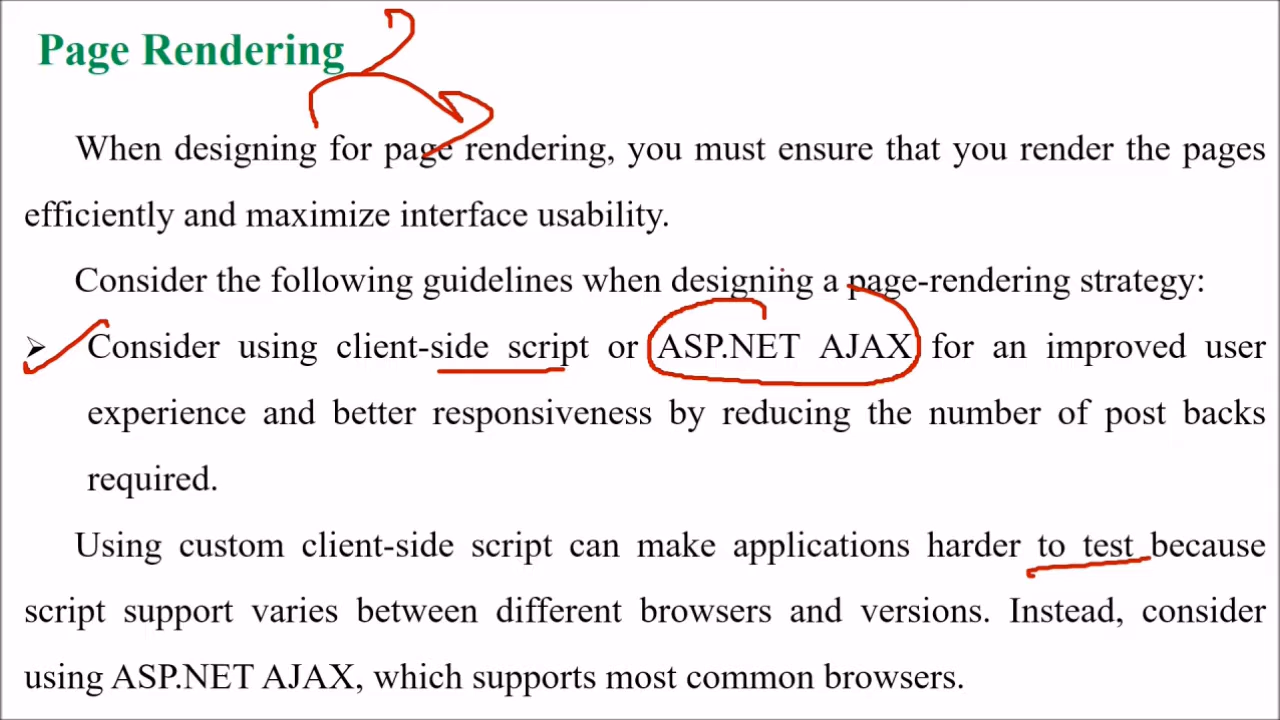 Page Rendering
When designing for page rendering, you must ensure that you render the pages
efficiently and maximize interface usability.
Consider the following guidelines when designing a page-rendering strategy:
➢ Consider using client-side script or ASP.NET AJAX for an improved user
experience and better responsiveness by reducing the number of post backs
required.
Using custom client-side script can make applications harder to test because
script support varies between different browsers and versions. Instead, consider
using ASP.NET AJAX, which supports most common browsers.